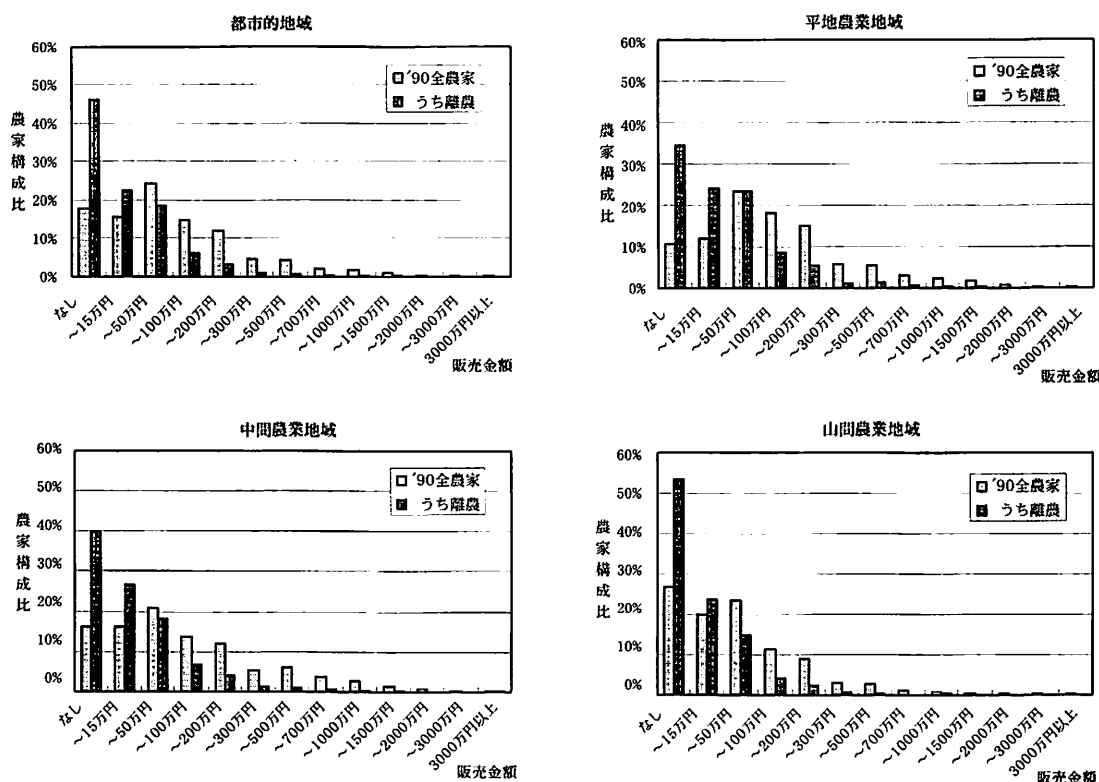 都市的地域
60%
50%
40%
30%
20%
10%
0%
農家構成比
'90全農家
うち離農
なし
～15万円
～50万円
～100万円
～200万円
～300万円
～500万円
～700万円
～1000万円
～1500万円
～2000万円
～3000万円
3000万円以上
販売金額
平地農業地域
60%
50%
40%
30%
20%
10%
0%
農家構成比
'90全農家
うち離農
なし
～15万円
～50万円
～100万円
～200万円
～300万円
～500万円
～700万円
～1000万円
～1500万円
～2000万円
～3000万円
3000万円以上
販売金額
中間農業地域
60%
50%
40%
30%
20%
10%
0%
農家構成比
'90全農家
うち離農
なし
～15万円
～50万円
～100万円
～200万円
～300万円
～500万円
～700万円
～1000万円
～1500万円
～2000万円
～3000万円
3000万円以上
販売金額
山間農業地域
60%
50%
40%
30%
20%
10%
0%
農家構成比
'90全農家
うち離農
なし
～15万円
～50万円
～100万円
～200万円
～300万円
～500万円
～700万円
～1000万円
～1500万円
～2000万円
～3000万円
3000万円以上
販売金額